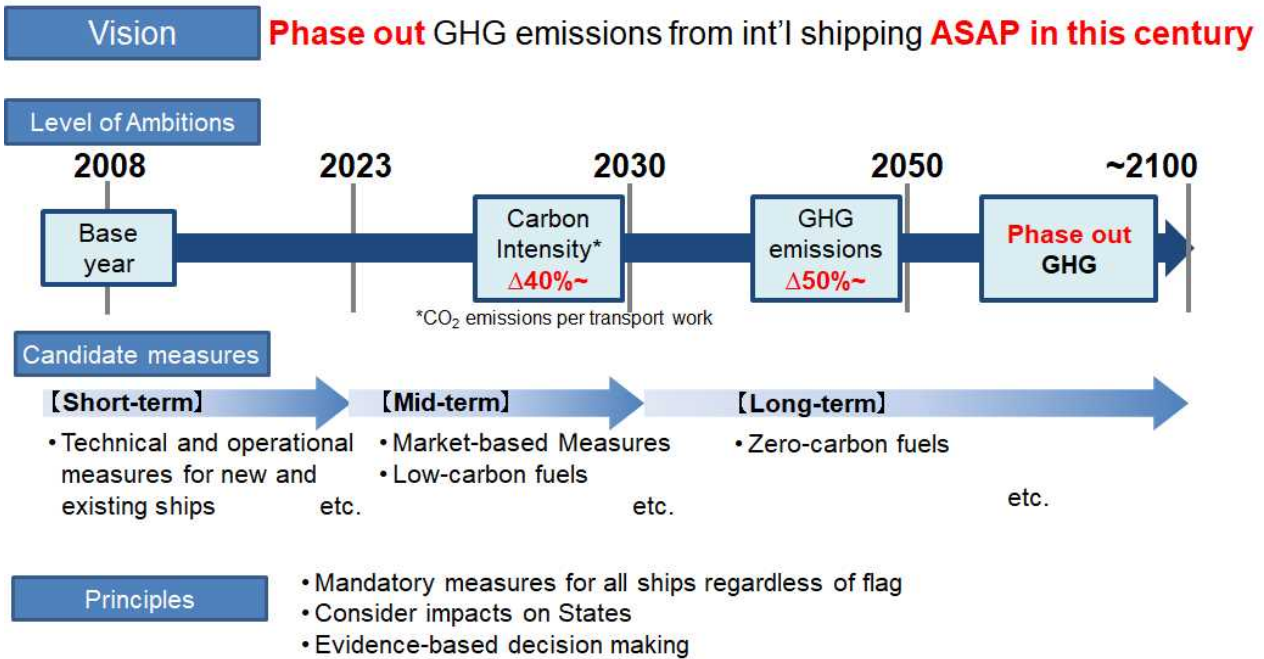 Vision
Phase out GHG emissions from int'l shipping ASAP in this century
Level of Ambitions
2008
2023
2030
2050
~2100
Base
year
Carbon
Intensity*
Δ40%~
GHG
emissions
Δ50%~
Phase out
GHG
*CO₂ emissions per transport work
Candidate measures
【Short-term】
【Mid-term】
【Long-term】
• Technical and operational
measures for new and
existing ships
etc.
• Market-based Measures
• Low-carbon fuels
etc.
• Zero-carbon fuels
etc.
Principles
• Mandatory measures for all ships regardless of flag
• Consider impacts on States
• Evidence-based decision making